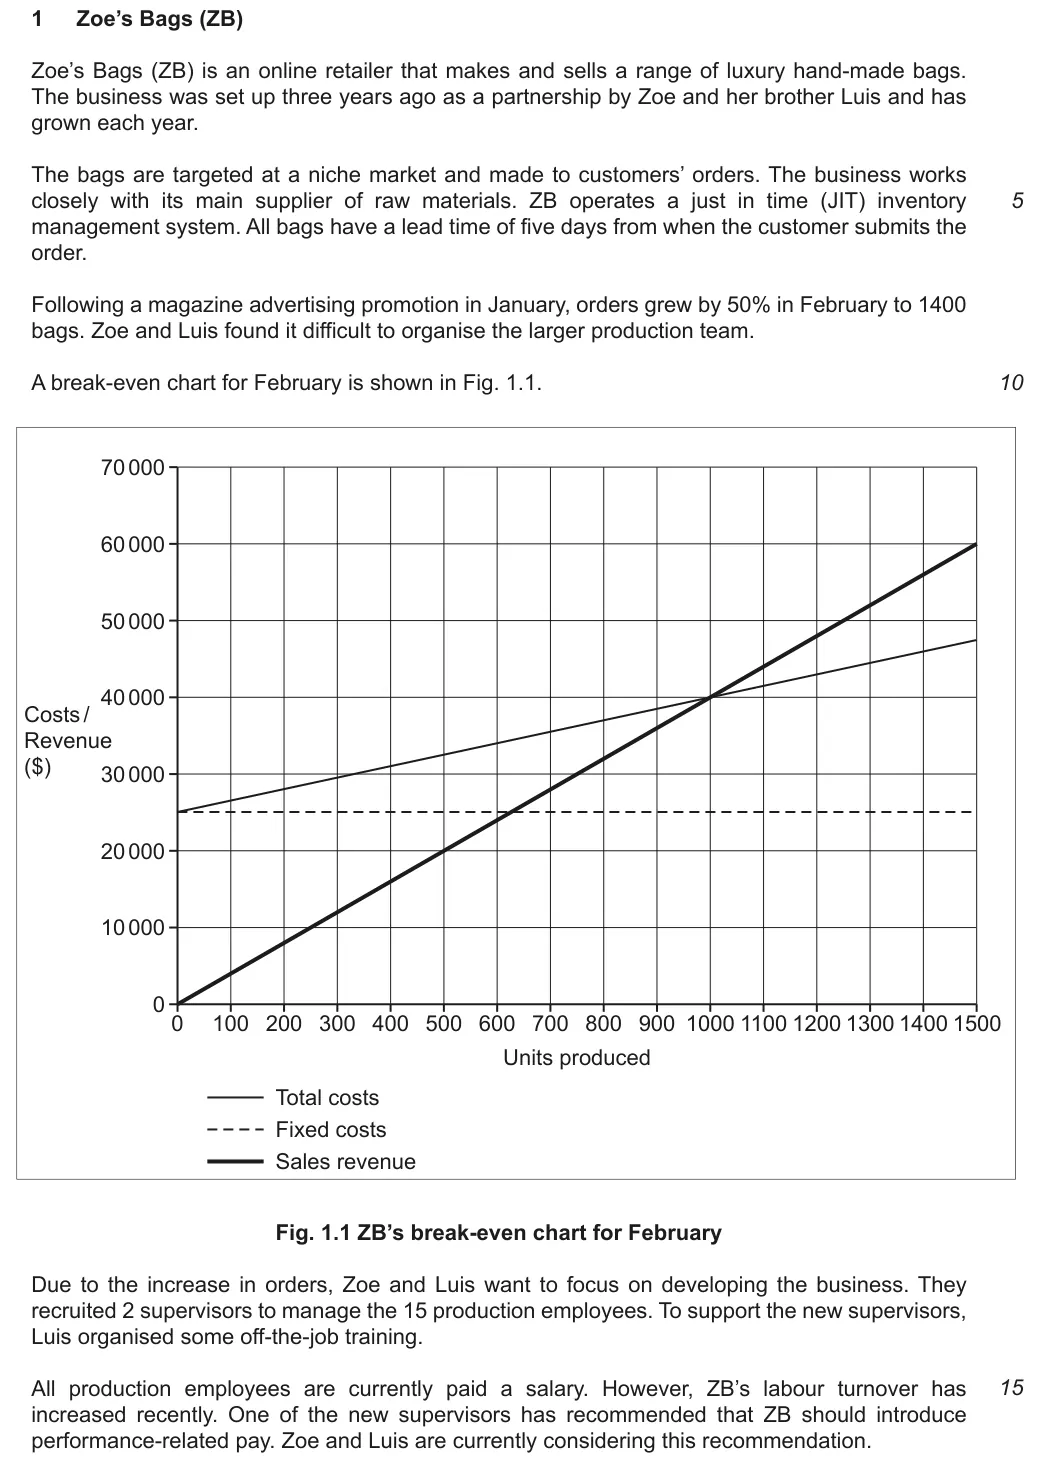 1 Zoe’s Bags (ZB)
Zoe’s Bags (ZB) is an online retailer that makes and sells a range of luxury hand-made bags.
The business was set up three years ago as a partnership by Zoe and her brother Luis and has
grown each year.
The bags are targeted at a niche market and made to customers’ orders. The business works
closely with its main supplier of raw materials. ZB operates a just in time (JIT) inventory 5
management system. All bags have a lead time of five days from when the customer submits the
order.
Following a magazine advertising promotion in January, orders grew by 50% in February to 1400
bags. Zoe and Luis found it difficult to organise the larger production team.
A break-even chart for February is shown in Fig. 1.1. 10
70 000
60 000
50 000
40 000
Costs /
Revenue
($)
30 000
20 000
10 000
0
0 100 200 300 400 500 600 700 800 900 1000 1100 1200 1300 1400 1500
Units produced
Total costs
Fixed costs
Sales revenue
Fig. 1.1 ZB’s break-even chart for February
Due to the increase in orders, Zoe and Luis want to focus on developing the business. They
recruited 2 supervisors to manage the 15 production employees. To support the new supervisors,
Luis organised some off-the-job training.
All production employees are currently paid a salary. However, ZB’s labour turnover has 15
increased recently. One of the new supervisors has recommended that ZB should introduce
performance-related pay. Zoe and Luis are currently considering this recommendation.